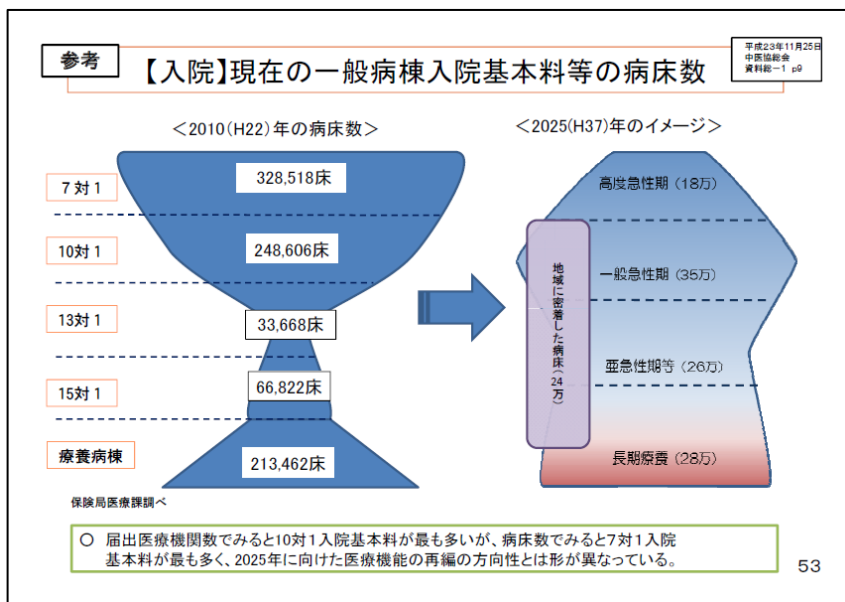 参考
【入院】現在の一般病棟入院基本料等の病床数
平成23年11月25日
中医協総会
資料総－1 p9
＜2010(H22)年の病床数＞
7対1
328,518床
10対1
248,606床
13対1
33,668床
15対1
66,822床
療養病棟
213,462床
保険局医療課調べ
＜2025(H37)年のイメージ＞
高度急性期 (18万)
一般急性期 (35万)
亜急性期等 (26万)
長期療養 (28万)
地域に密着した病床(24万)
○ 届出医療機関数でみると10対1入院基本料が最も多いが、病床数でみると7対1入院
基本料が最も多く、2025年に向けた医療機能の再編の方向性とは形が異なっている。
53